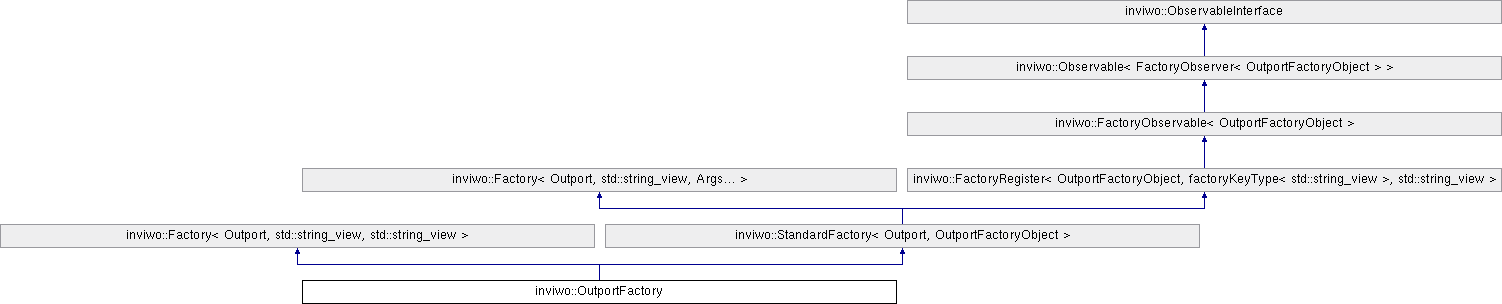 inviwo::ObservableInterface
inviwo::Observable< FactoryObserver< OutportFactoryObject > >
inviwo::FactoryObservable< OutportFactoryObject >
inviwo::Factory< Outport, std::string_view, Args... >
inviwo::FactoryRegister< OutportFactoryObject, factoryKeyType< std::string_view >, std::string_view >
inviwo::Factory< Outport, std::string_view, std::string_view >
inviwo::StandardFactory< Outport, OutportFactoryObject >
inviwo::OutportFactory